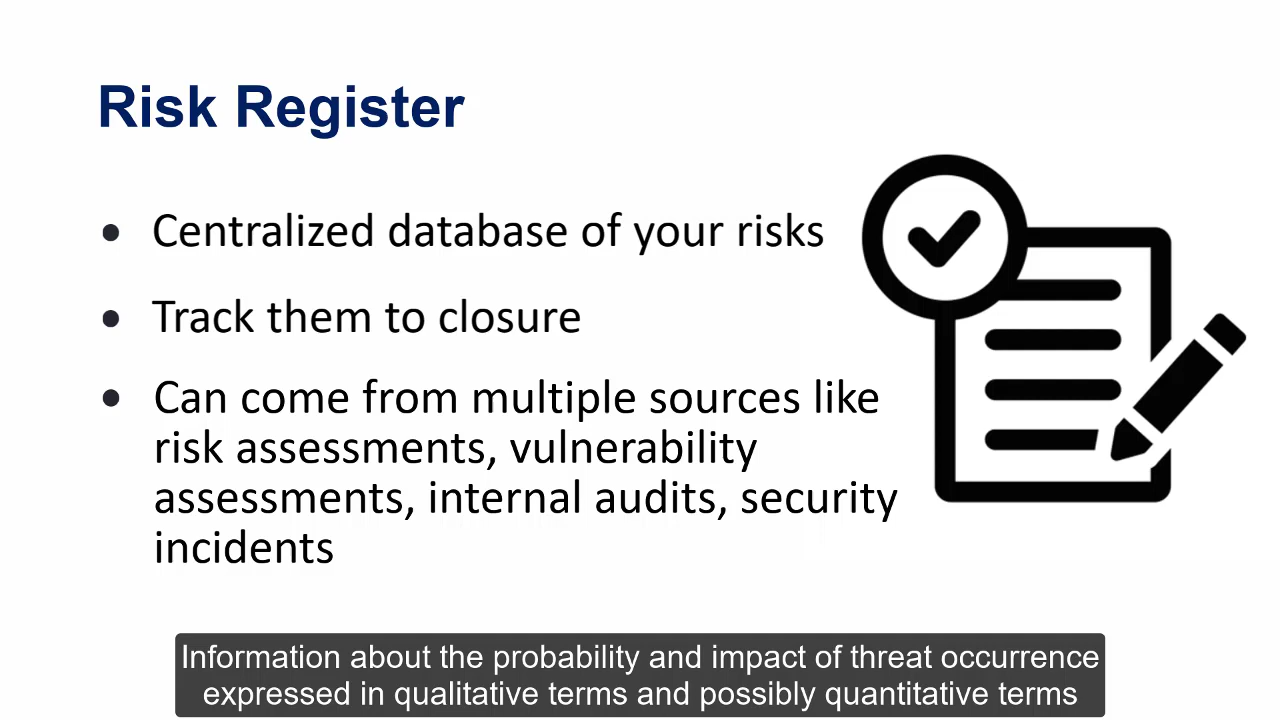 Risk Register
• Centralized database of your risks
• Track them to closure
• Can come from multiple sources like
risk assessments, vulnerability
assessments, internal audits, security
incidents
Information about the probability and impact of threat occurrence
expressed in qualitative terms and possibly quantitative terms